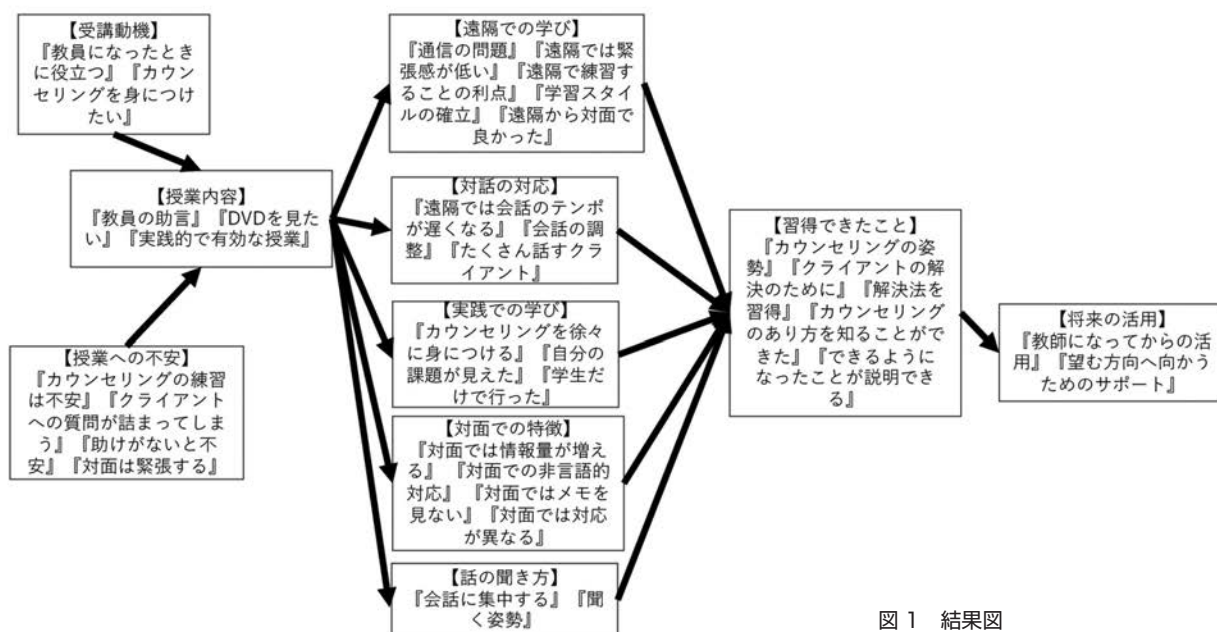 【受講動機】
『教員になったとき
に役立つ』『カウン
セリングを身につけ
たい』
【授業内容】
『教員の助言』『DVDを見た
い』『実践的で有効な授業』
【授業への不安】
『カウンセリングの練習
は不安』『クライアント
への質問が詰まってしま
う』『助けがないと不
安』『対面は緊張する』
【遠隔での学び】
『通信の問題』『遠隔では緊
張感が低い』『遠隔で練習す
ることの利点』『学習スタ
イルの確立』『遠隔から対面で
良かった』
【対話の対応】
『遠隔では会話のテンポ
が遅くなる』『会話の調
整』『たくさん話すクラ
イアント』
【実践での学び】
『カウンセリングを徐々
に身につける』『自分の
課題が見えた』『学生だ
けで行った』
【対面での特徴】
『対面では情報量が増え
る』『対面での非言語的
対応』『対面ではメモを
見ない』『対面では対応
が異なる』
【話の聞き方】
『会話に集中する』『聞
く姿勢』
【習得できたこと】
『カウンセリングの姿
勢』『クライアントの解
決のために』『解決法を
習得』『カウンセリング
のあり方を知ることがで
きた』『できるように
なったことが説明でき
る』
【将来の活用】
『教師になってからの活
用』『望む方向へ向かう
ためのサポート』
図1 結果図